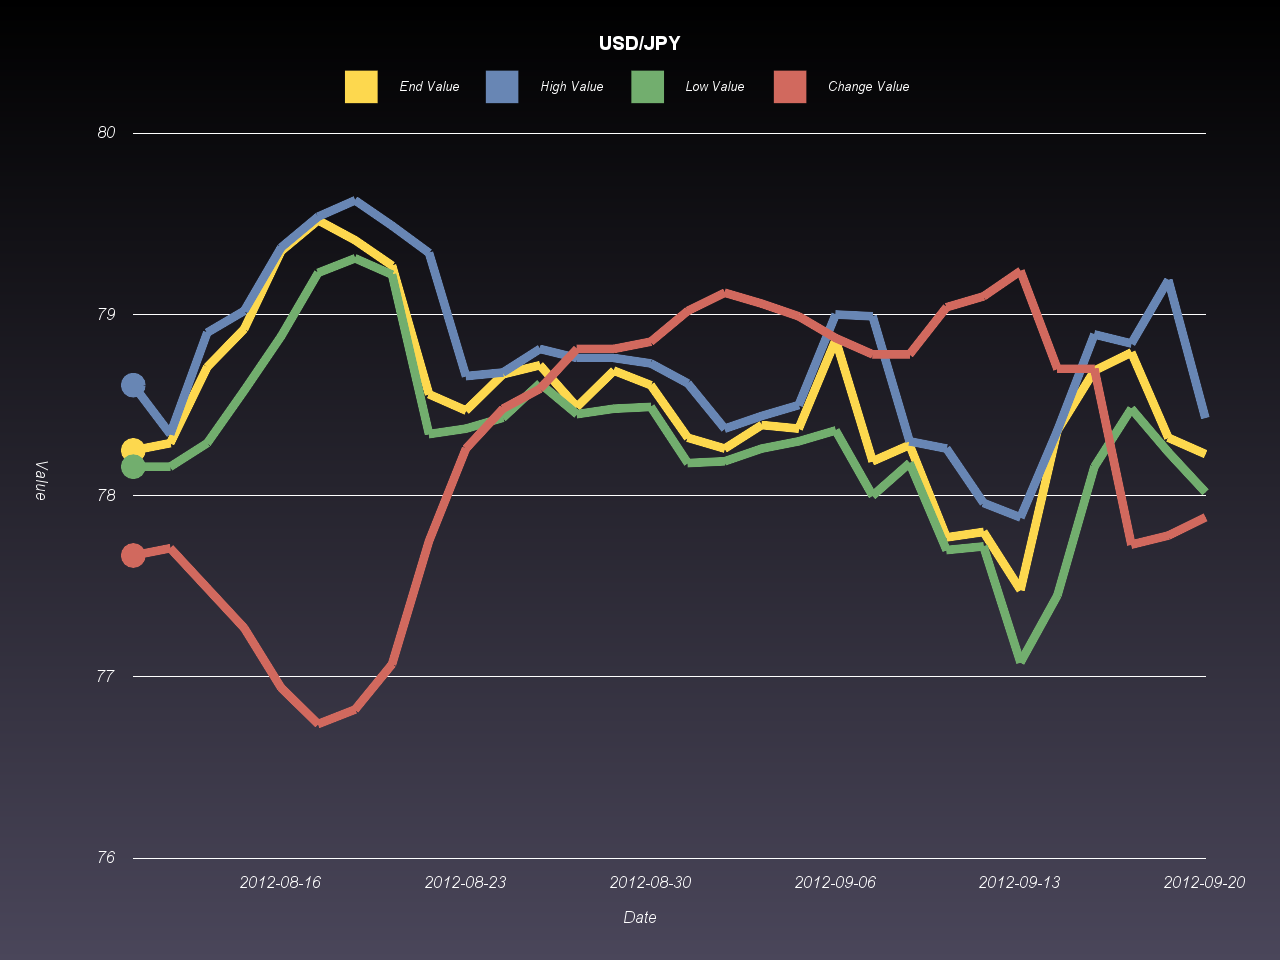 USD/JPY
End Value High Value Low Value Change Value
80
79
78
77
76
Value
2012-08-16 2012-08-23 2012-08-30 2012-09-06 2012-09-13 2012-09-20
Date